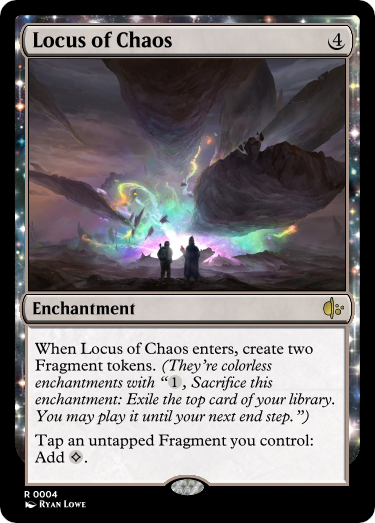 Locus of Chaos 4
Enchantment
When Locus of Chaos enters, create two
Fragment tokens. (They're colorless
enchantments with “1, Sacrifice this
enchantment: Exile the top card of your library.
You may play it until your next end step.”)
Tap an untapped Fragment you control:
Add C.
R 0004
Ryan Lowe